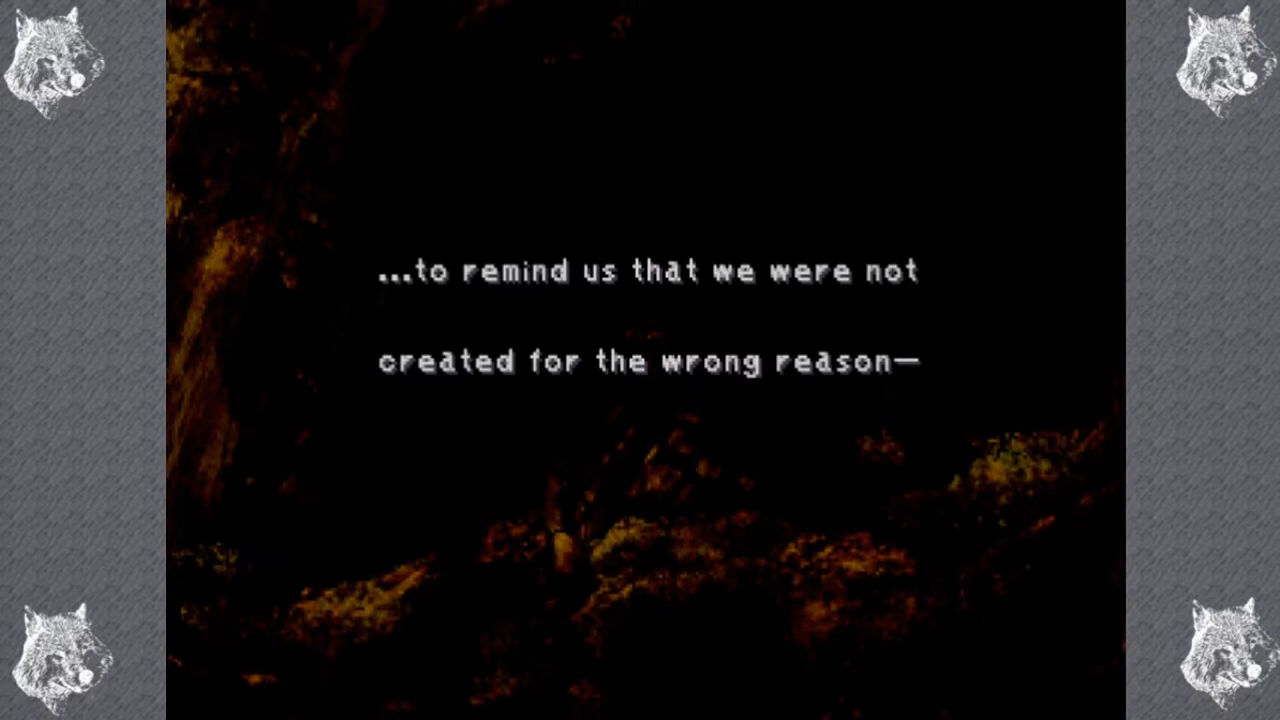 ...to remind us that we were not
created for the wrong reason—